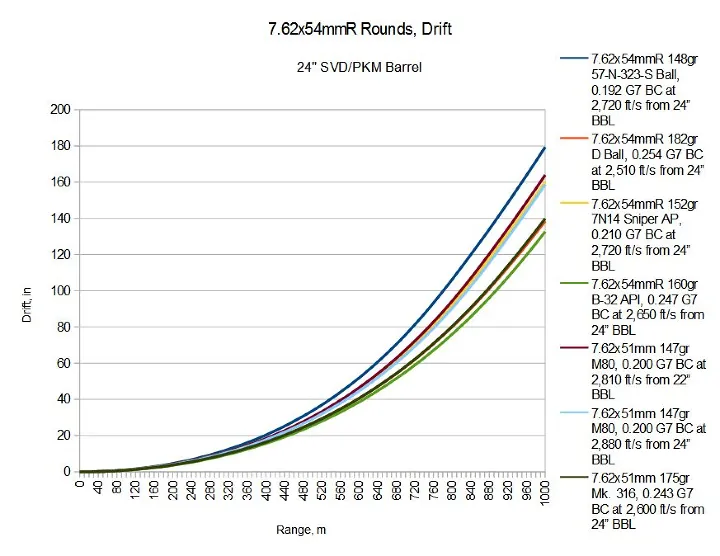 7.62x54mmR Rounds, Drift
24" SVD/PKM Barrel
200
180
160
140
120
100
80
60
40
20
0
Drift, in
0
40
80
120
160
200
240
280
320
360
400
440
480
520
560
600
640
680
720
760
800
840
880
920
960
1000
Range, m
7.62x54mmR 148gr
57-N-323-S Ball,
0.192 G7 BC at
2,720 ft/s from 24"
BBL
7.62x54mmR 182gr
D Ball, 0.254 G7 BC
at 2,510 ft/s from 24"
BBL
7.62x54mmR 152gr
7N14 Sniper AP,
0.210 G7 BC at
2,720 ft/s from 24"
BBL
7.62x54mmR 160gr
B-32 API, 0.247 G7
BC at 2,650 ft/s from
24" BBL
7.62x51mm 147gr
M80, 0.200 G7 BC at
2,810 ft/s from 22"
BBL
7.62x51mm 147gr
M80, 0.200 G7 BC at
2,880 ft/s from 24"
BBL
7.62x51mm 175gr
Mk. 316, 0.243 G7
BC at 2,600 ft/s from
24" BBL